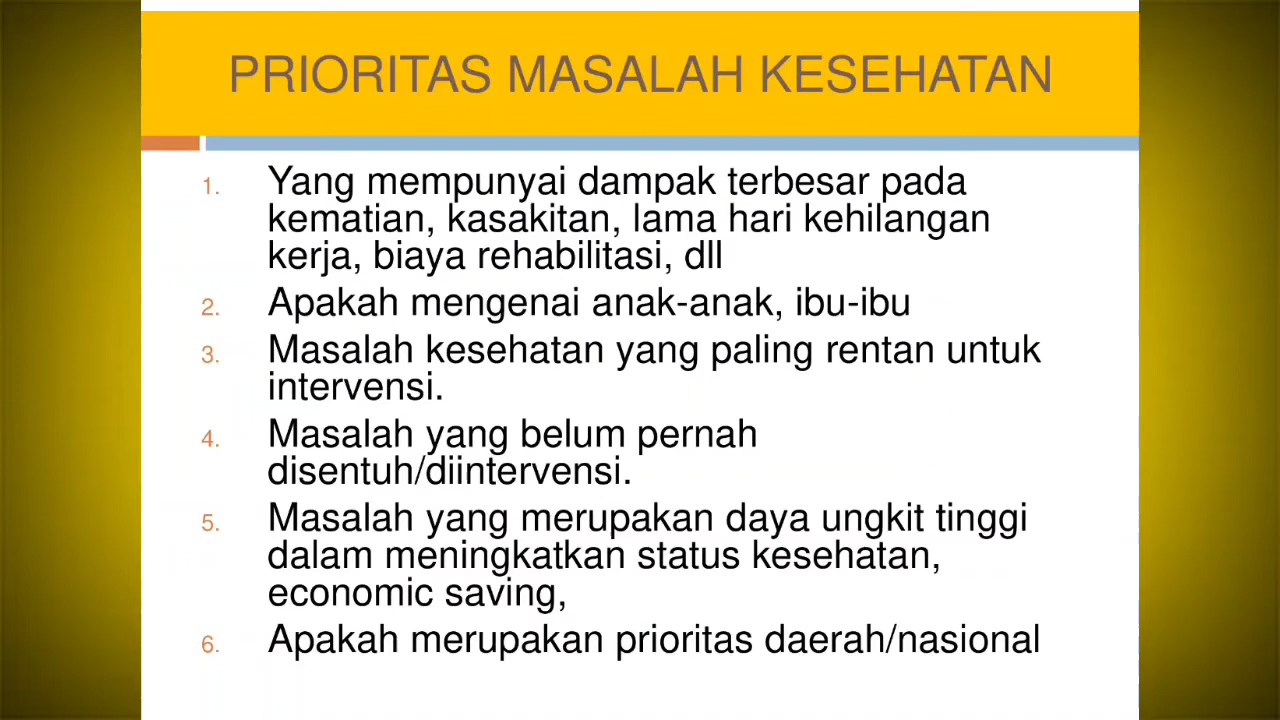 PRIORITAS MASALAH KESEHATAN
1. Yang mempunyai dampak terbesar pada
kematian, kasakitan, lama hari kehilangan
kerja, biaya rehabilitasi, dll
2. Apakah mengenai anak-anak, ibu-ibu
3. Masalah kesehatan yang paling rentan untuk
intervensi.
4. Masalah yang belum pernah
disentuh/diintervensi.
5. Masalah yang merupakan daya ungkit tinggi
dalam meningkatkan status kesehatan,
economic saving,
6. Apakah merupakan prioritas daerah/nasional